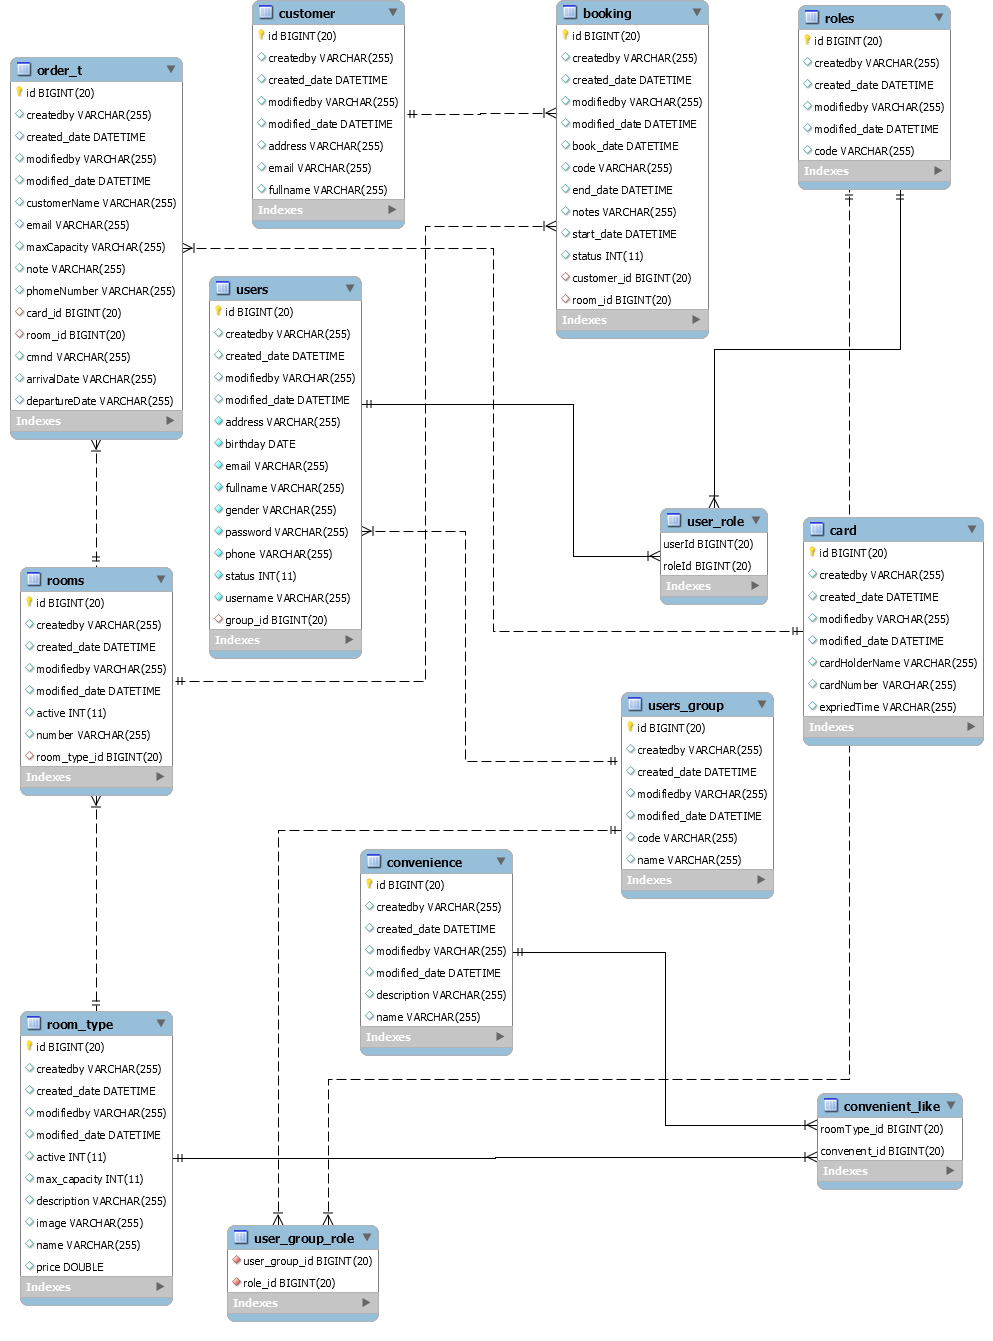 customer
id BIGINT(20)
createdby VARCHAR(255)
created_date DATETIME
modifiedby VARCHAR(255)
modified_date DATETIME
address VARCHAR(255)
email VARCHAR(255)
fullname VARCHAR(255)
Indexes
booking
id BIGINT(20)
createdby VARCHAR(255)
created_date DATETIME
modifiedby VARCHAR(255)
modified_date DATETIME
book_date DATETIME
code VARCHAR(255)
end_date DATETIME
notes VARCHAR(255)
start_date DATETIME
status INT(11)
customer_id BIGINT(20)
room_id BIGINT(20)
Indexes
roles
id BIGINT(20)
createdby VARCHAR(255)
created_date DATETIME
modifiedby VARCHAR(255)
modified_date DATETIME
code VARCHAR(255)
Indexes
order_t
id BIGINT(20)
createdby VARCHAR(255)
created_date DATETIME
modifiedby VARCHAR(255)
modified_date DATETIME
customerName VARCHAR(255)
email VARCHAR(255)
maxCapacity VARCHAR(255)
note VARCHAR(255)
phomeNumber VARCHAR(255)
card_id BIGINT(20)
room_id BIGINT(20)
cmnd VARCHAR(255)
arrivalDate VARCHAR(255)
departureDate VARCHAR(255)
Indexes
users
id BIGINT(20)
createdby VARCHAR(255)
created_date DATETIME
modifiedby VARCHAR(255)
modified_date DATETIME
address VARCHAR(255)
birthday DATE
email VARCHAR(255)
fullname VARCHAR(255)
gender VARCHAR(255)
password VARCHAR(255)
phone VARCHAR(255)
status INT(11)
username VARCHAR(255)
group_id BIGINT(20)
Indexes
user_role
userId BIGINT(20)
roleId BIGINT(20)
Indexes
card
id BIGINT(20)
createdby VARCHAR(255)
created_date DATETIME
modifiedby VARCHAR(255)
modified_date DATETIME
cardHolderName VARCHAR(255)
cardNumber VARCHAR(255)
expriedTime VARCHAR(255)
Indexes
rooms
id BIGINT(20)
createdby VARCHAR(255)
created_date DATETIME
modifiedby VARCHAR(255)
modified_date DATETIME
active INT(11)
number VARCHAR(255)
room_type_id BIGINT(20)
Indexes
users_group
id BIGINT(20)
createdby VARCHAR(255)
created_date DATETIME
modifiedby VARCHAR(255)
modified_date DATETIME
code VARCHAR(255)
name VARCHAR(255)
Indexes
convenience
id BIGINT(20)
createdby VARCHAR(255)
created_date DATETIME
modifiedby VARCHAR(255)
modified_date DATETIME
description VARCHAR(255)
name VARCHAR(255)
Indexes
room_type
id BIGINT(20)
createdby VARCHAR(255)
created_date DATETIME
modifiedby VARCHAR(255)
modified_date DATETIME
active INT(11)
max_capacity INT(11)
description VARCHAR(255)
image VARCHAR(255)
name VARCHAR(255)
price DOUBLE
Indexes
convenient_like
roomType_id BIGINT(20)
convenent_id BIGINT(20)
Indexes
user_group_role
user_group_id BIGINT(20)
role_id BIGINT(20)
Indexes